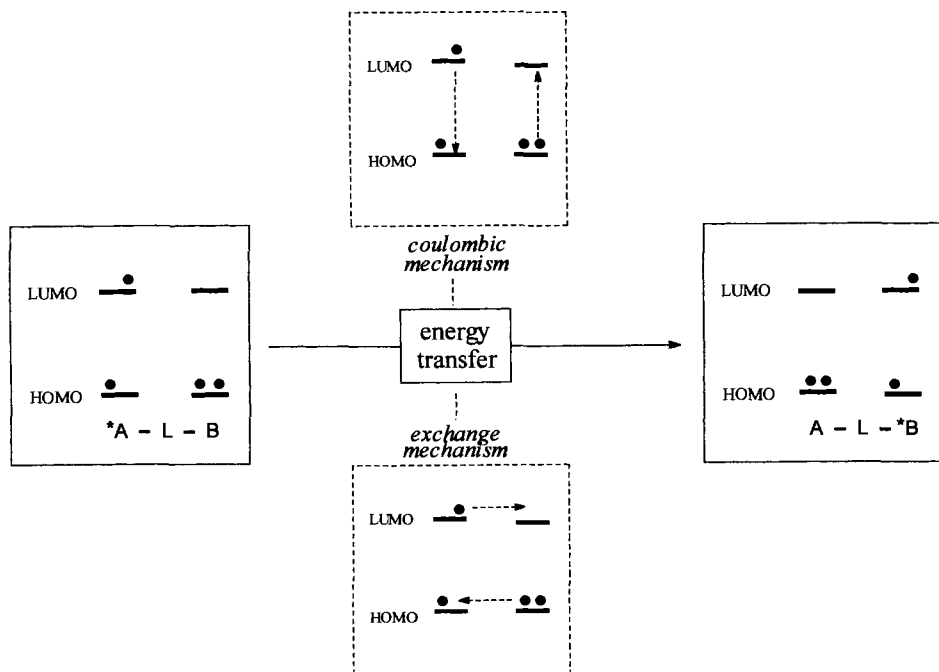 LUMO
HOMO
coulombic
mechanism
LUMO
HOMO
*A – L – B
energy
transfer
LUMO
HOMO
A – L – *B
exchange
mechanism
LUMO
HOMO